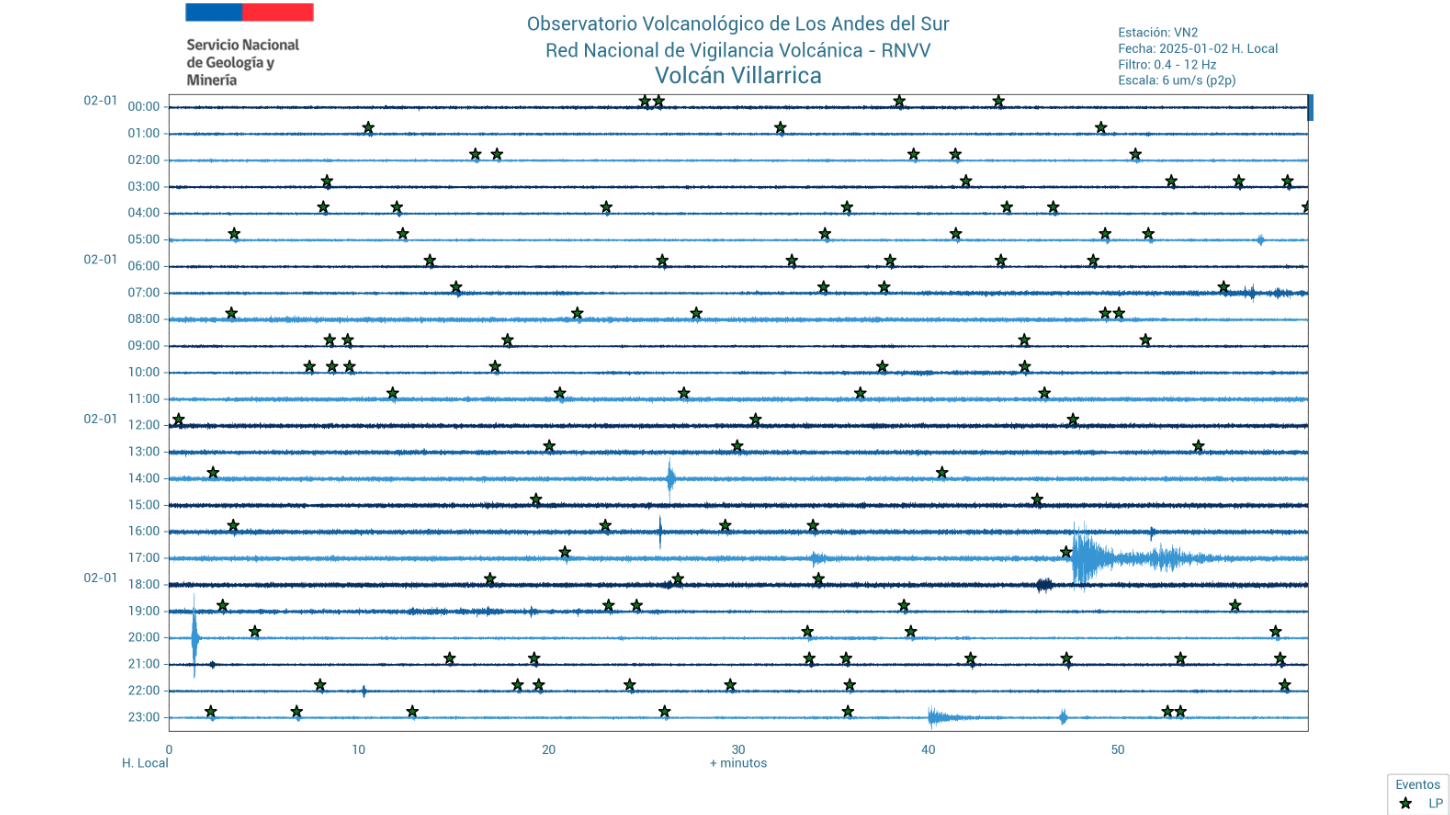 Servicio Nacional
de Geología y
Minería
Observatorio Volcanológico de Los Andes del Sur
Red Nacional de Vigilancia Volcánica - RNVV
Volcán Villarrica
Estación: VN2
Fecha: 2025-01-02 H. Local
Filtro: 0.4 - 12 Hz
Escala: 6 um/s (p2p)
02-01 00:00
01:00
02:00
03:00
04:00
05:00
02-01 06:00
07:00
08:00
09:00
10:00
11:00
02-01 12:00
13:00
14:00
15:00
16:00
17:00
02-01 18:00
19:00
20:00
21:00
22:00
23:00
0 10 20 30 40 50
H. Local + minutos
Eventos
LP